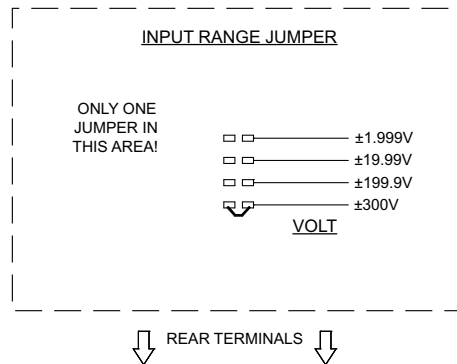 INPUT RANGE JUMPER
ONLY ONE
JUMPER IN
THIS AREA!
±1.999V
±19.99V
±199.9V
±300V
VOLT
REAR TERMINALS